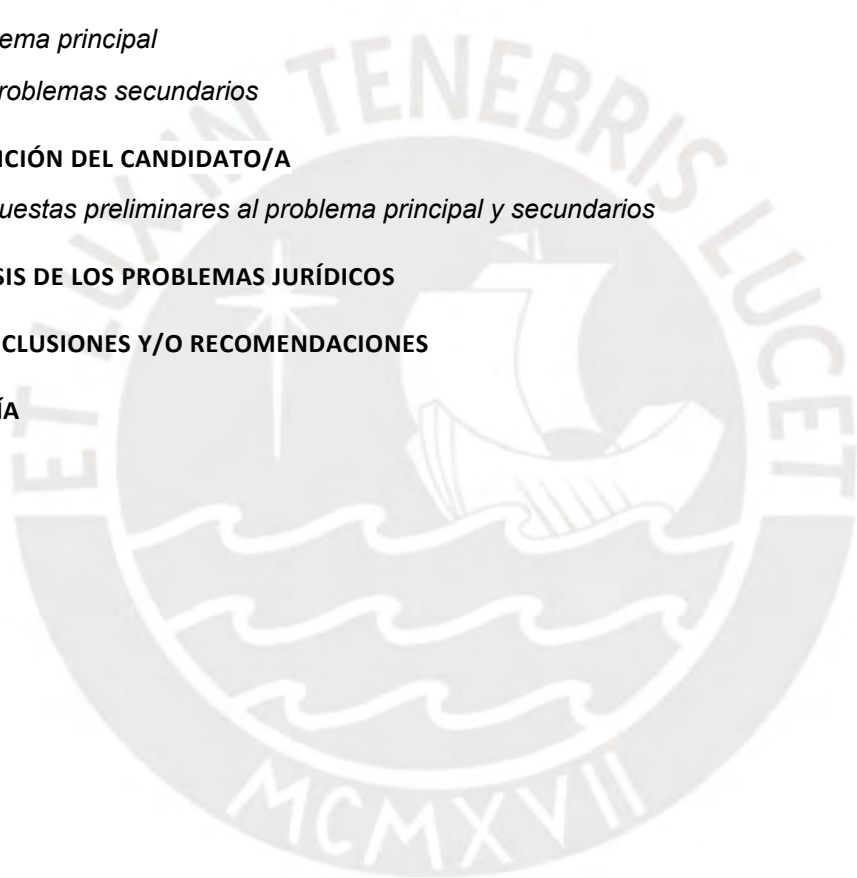 ema principal
roblemas secundarios
ICIÓN DEL CANDIDATO/A
uestas preliminares al problema principal y secundarios
SIS DE LOS PROBLEMAS JURÍDICOS
CLUSIONES Y/O RECOMENDACIONES
ÍA
ET LUX IN TENEBRIS LUCET
MCMXVII